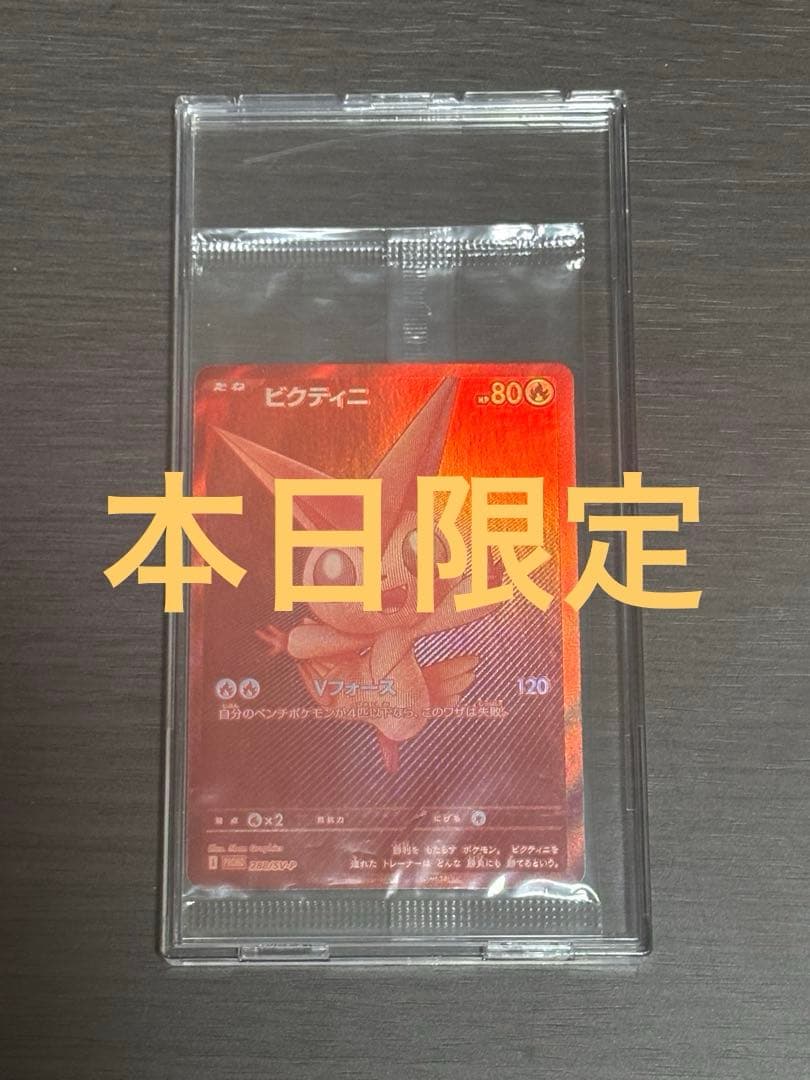 たね ビクティニ HP80
本日限定
Vフォース 120
自分のベンチポケモンが4匹以下なら、このワザは失敗。
弱点 ×2 抵抗力 にげる
勝利を もたらす ポケモン。 ビクティニを
連れた トレーナーは どんな 勝負にも 勝てるという。
PROMO 288/SV-P